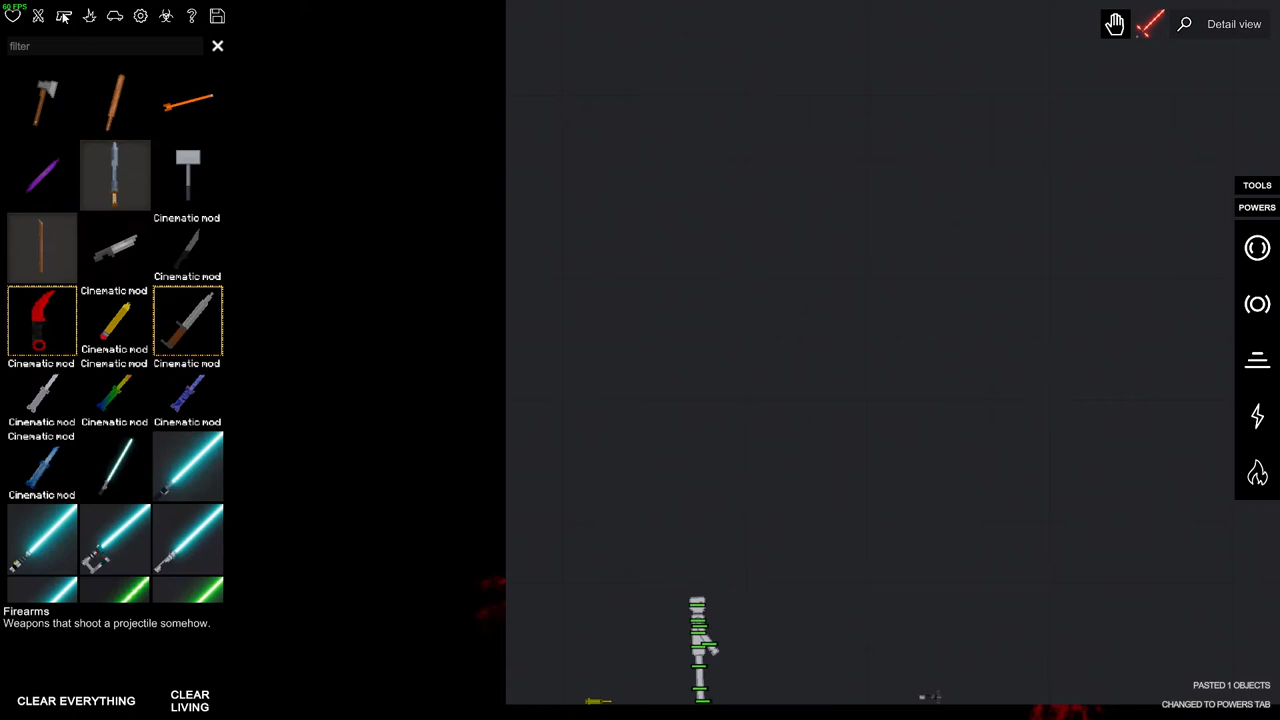 60 FPS
filter
Detail view
TOOLS
POWERS
Cinematic mod
Cinematic mod
Cinematic mod
Cinematic mod
Cinematic mod
Cinematic mod
Cinematic mod
Cinematic mod
Cinematic mod
Cinematic mod
Cinematic mod
Cinematic mod
Firearms
Weapons that shoot a projectile somehow.
CLEAR EVERYTHING
CLEAR
LIVING
PASTED 1 OBJECTS
CHANGED TO POWERS TAB